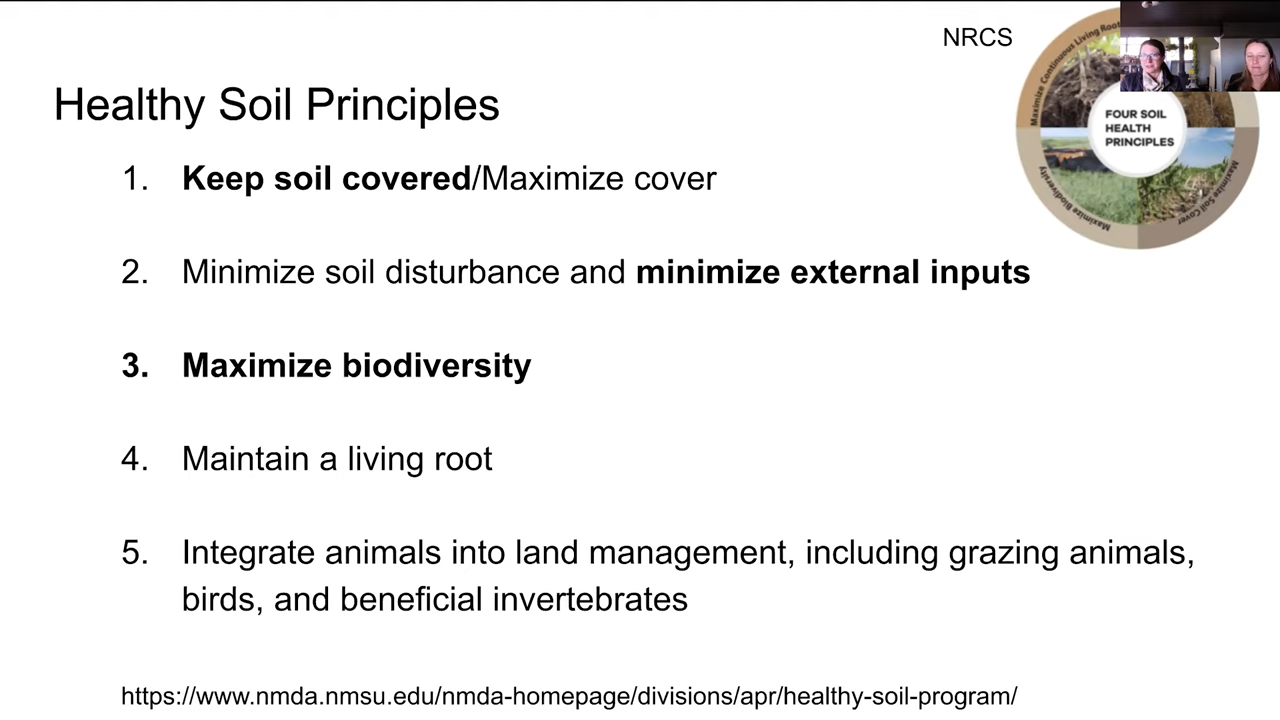 NRCS
Healthy Soil Principles
1. Keep soil covered/Maximize cover
2. Minimize soil disturbance and minimize external inputs
3. Maximize biodiversity
4. Maintain a living root
5. Integrate animals into land management, including grazing animals,
birds, and beneficial invertebrates
https://www.nmda.nmsu.edu/nmda-homepage/divisions/apr/healthy-soil-program/
Maximize Continuous Living
FOUR SOIL
HEALTH
PRINCIPLES
Maximize Biodiversity
Maximize Soil Cover